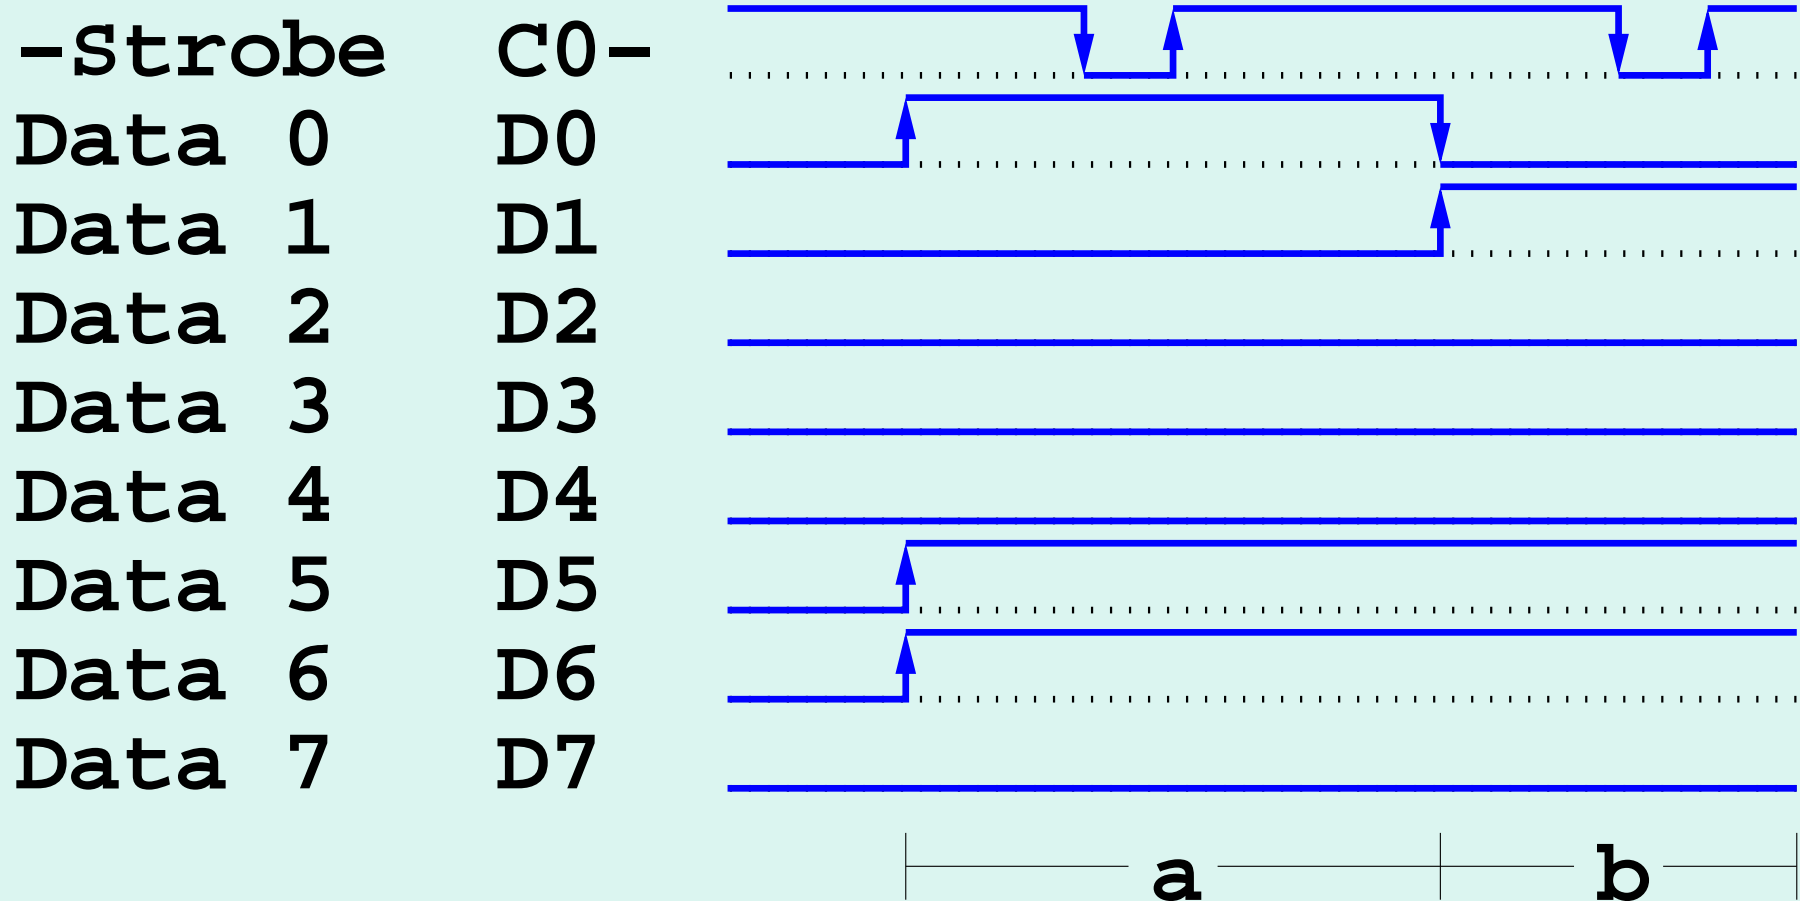 -Strobe C0-
Data 0 D0
Data 1 D1
Data 2 D2
Data 3 D3
Data 4 D4
Data 5 D5
Data 6 D6
Data 7 D7
a b